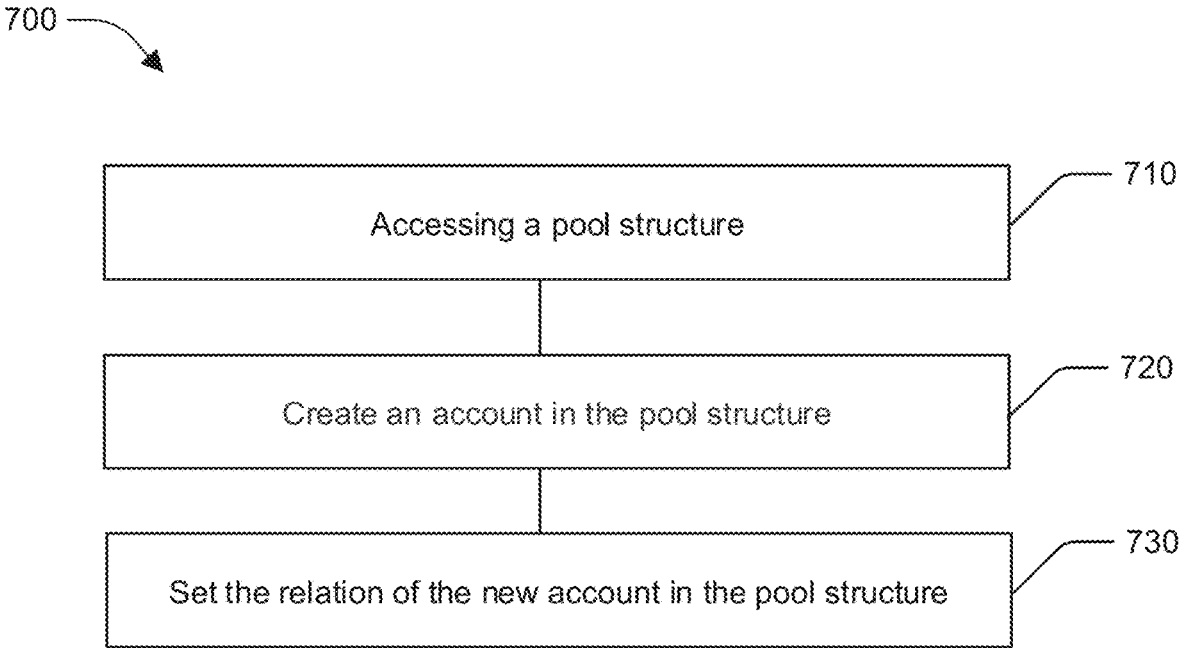 700
710
Accessing a pool structure
720
Create an account in the pool structure
730
Set the relation of the new account in the pool structure